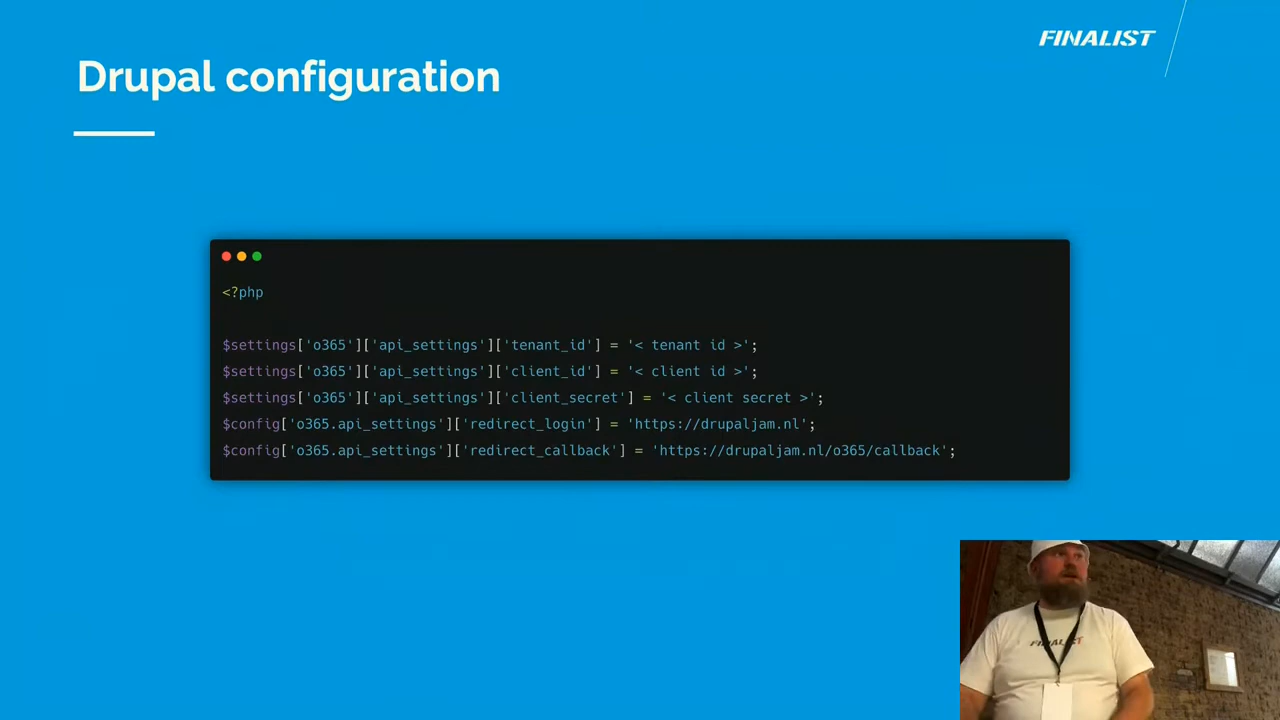 FINALIST
Drupal configuration
<?php
$settings['o365']['api_settings']['tenant_id'] = '< tenant id >';
$settings['o365']['api_settings']['client_id'] = '< client id >';
$settings['o365']['api_settings']['client_secret'] = '< client secret >';
$config['o365.api_settings']['redirect_login'] = 'https://drupaljam.nl';
$config['o365.api_settings']['redirect_callback'] = 'https://drupaljam.nl/o365/callback';
FINALIST